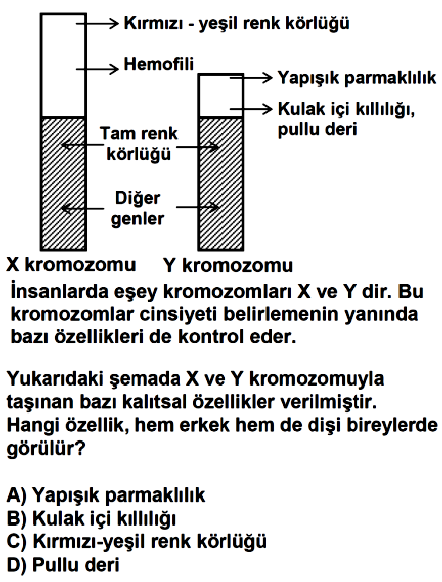 Kırmızı - yeşil renk körlüğü
Hemofili
Yapışık parmaklılık
Kulak içi kıllılığı,
pullu deri
Tam renk
körlüğü
Diğer
genler
X kromozomu Y kromozomu
İnsanlarda eşey kromozomları X ve Y dir. Bu
kromozomlar cinsiyeti belirlemenin yanında
bazı özellikleri de kontrol eder.
Yukarıdaki şemada X ve Y kromozomuyla
taşınan bazı kalıtsal özellikler verilmiştir.
Hangi özellik, hem erkek hem de dişi bireylerde
görülür?
A) Yapışık parmaklılık
B) Kulak içi kıllılığı
C) Kırmızı-yeşil renk körlüğü
D) Pullu deri